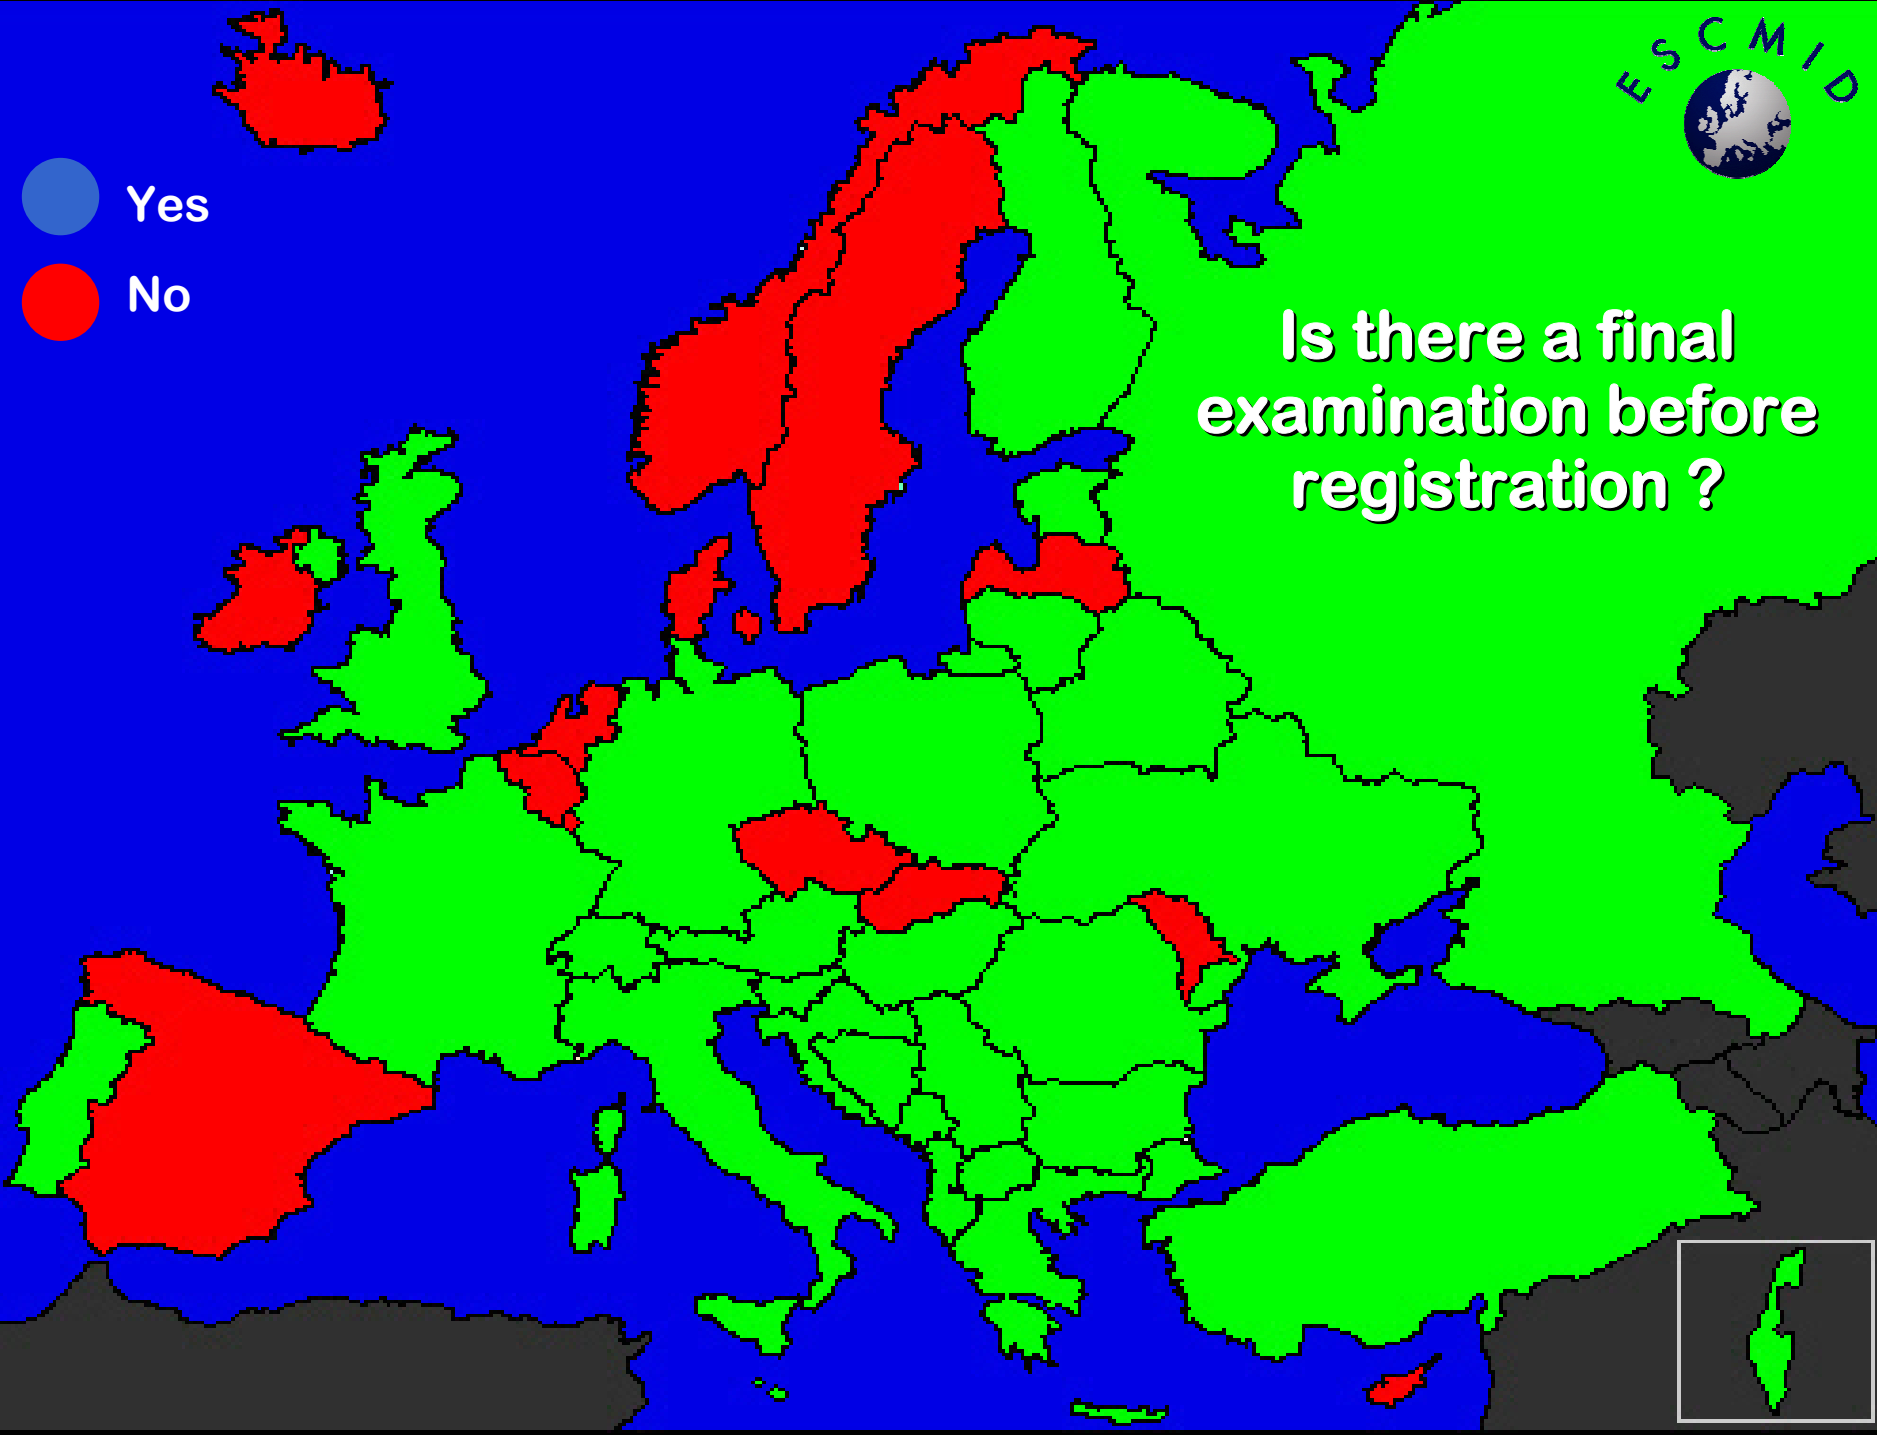 ESCMID
Yes
No
Is there a final
examination before
registration ?